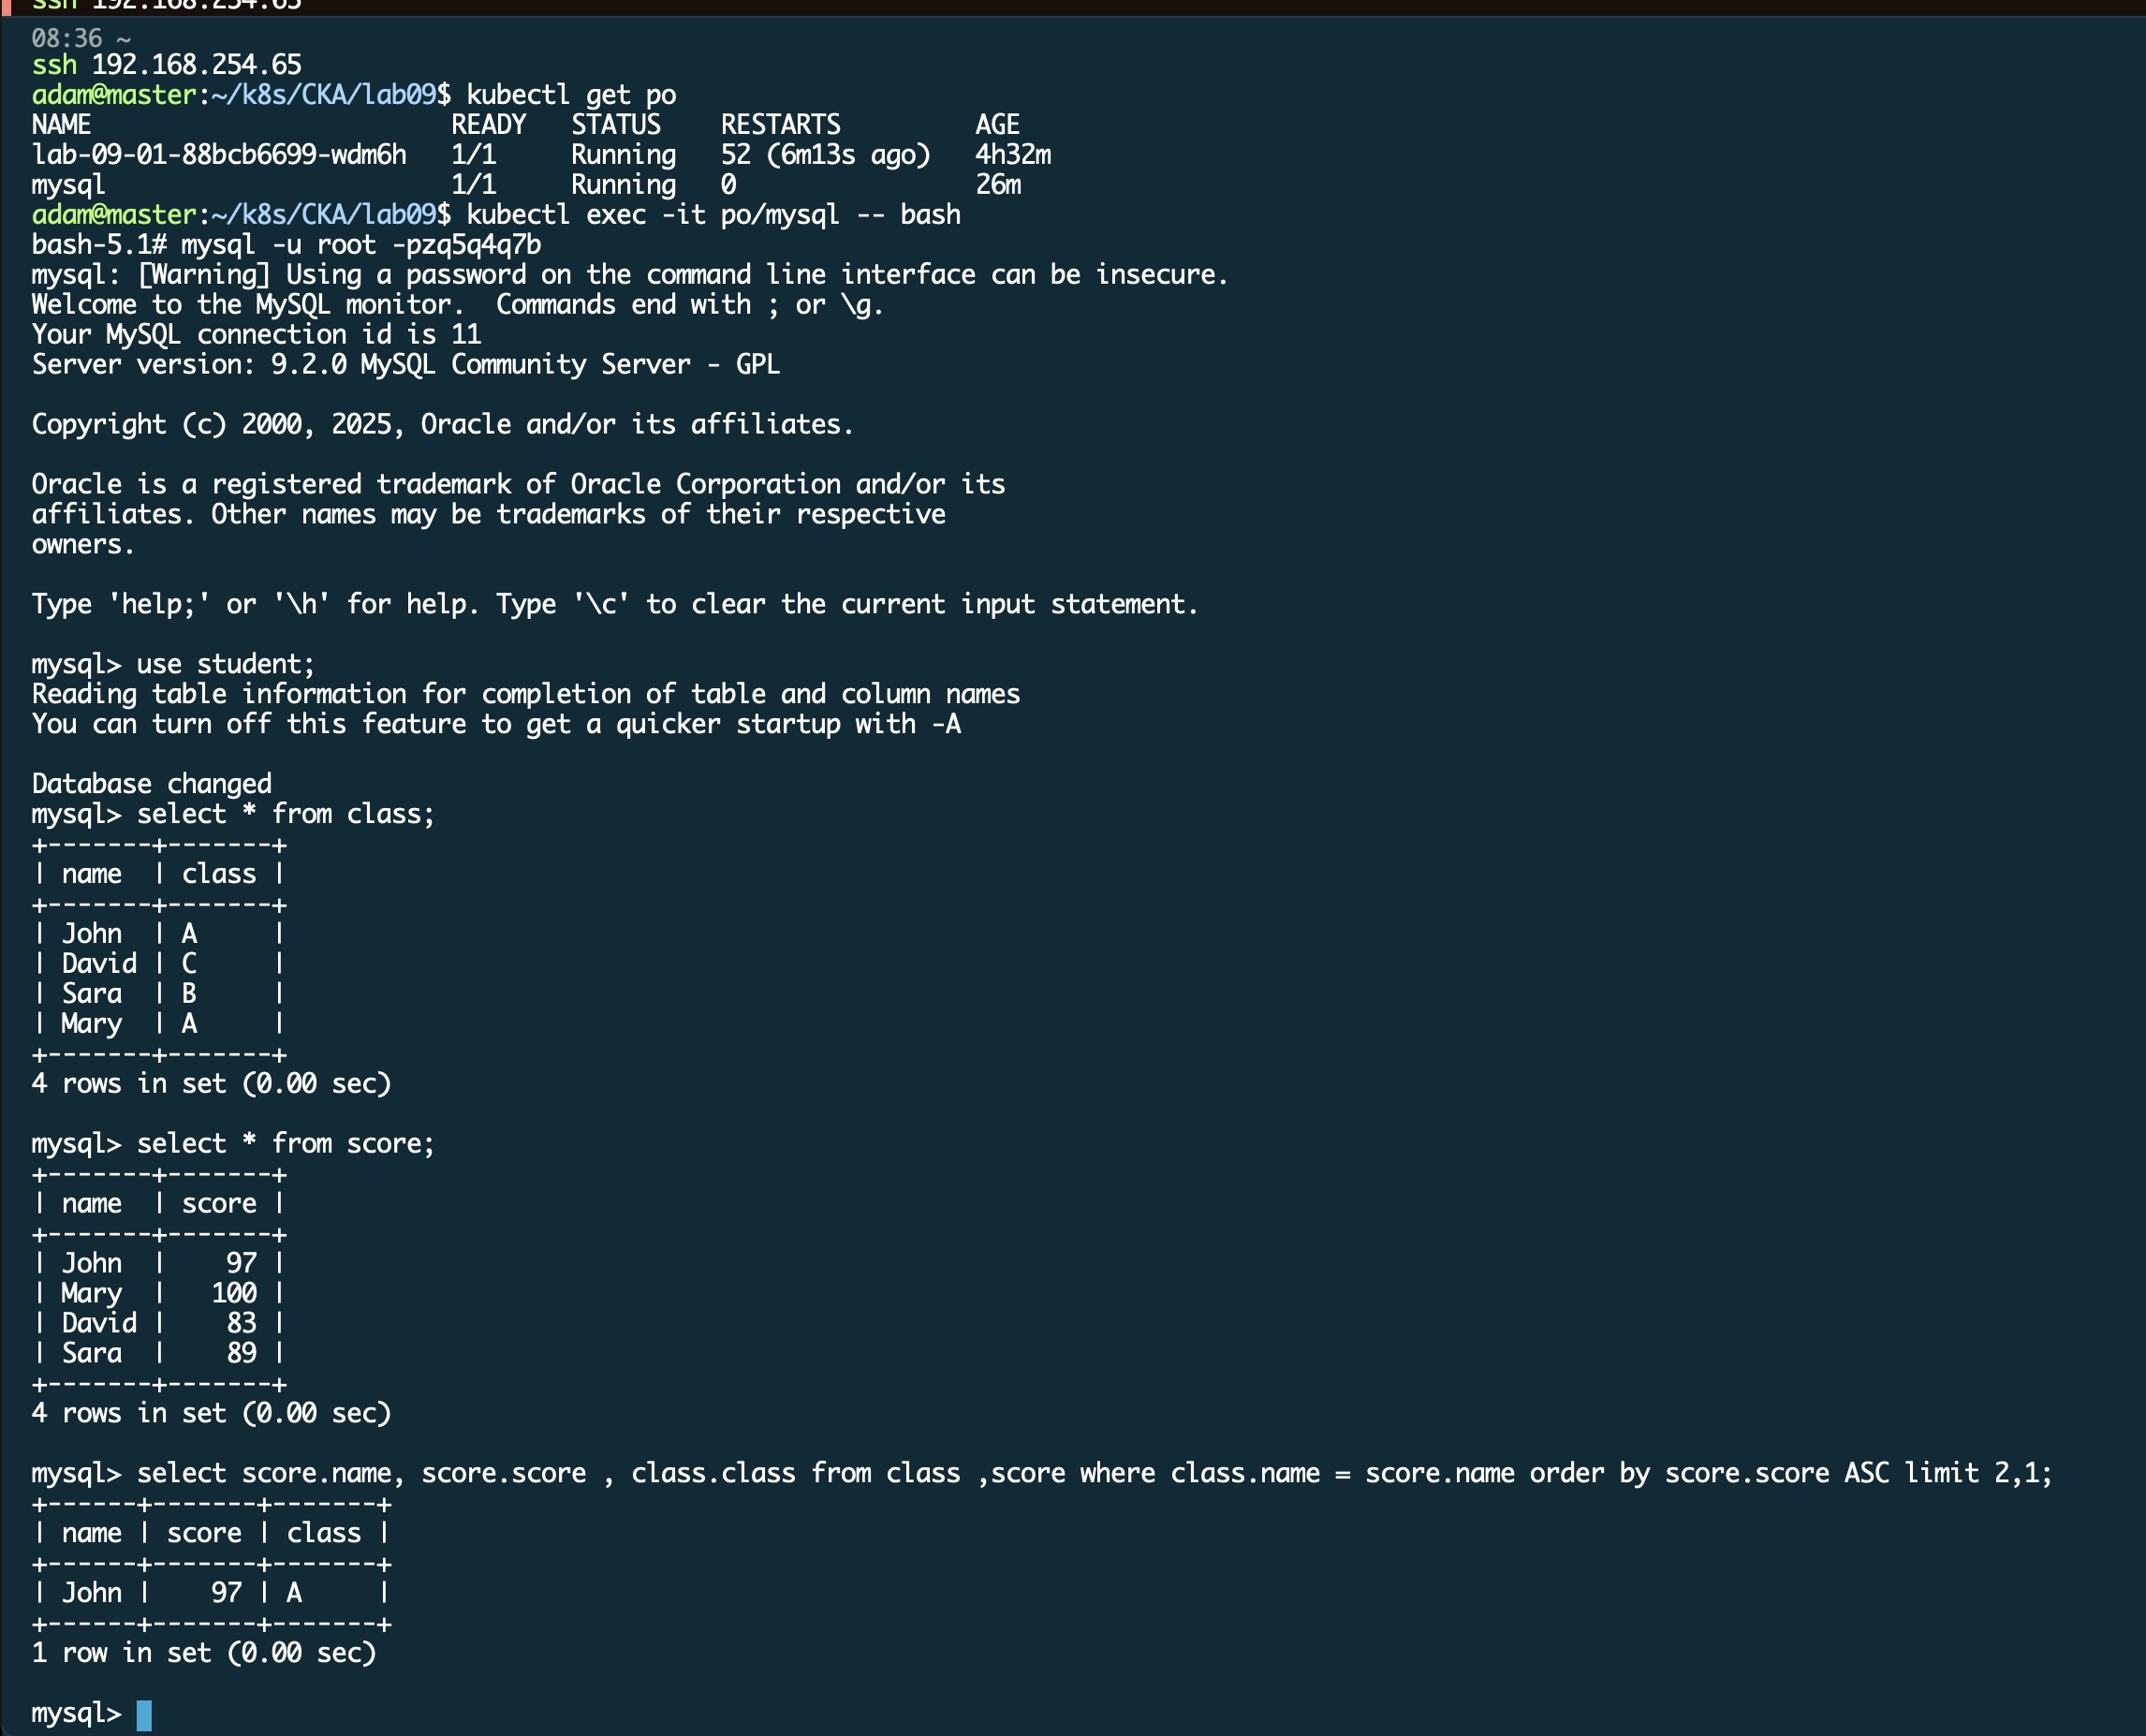 ssh 192.168.254.65
08:36 ~
ssh 192.168.254.65
adam@master:~/k8s/CKA/lab09$ kubectl get po
NAME                        READY   STATUS    RESTARTS         AGE
lab-09-01-88bcb6699-wdm6h   1/1     Running   52 (6m13s ago)   4h32m
mysql                       1/1     Running   0                26m
adam@master:~/k8s/CKA/lab09$ kubectl exec -it po/mysql -- bash
bash-5.1# mysql -u root -pzq5q4q7b
mysql: [Warning] Using a password on the command line interface can be insecure.
Welcome to the MySQL monitor.  Commands end with ; or \g.
Your MySQL connection id is 11
Server version: 9.2.0 MySQL Community Server - GPL

Copyright (c) 2000, 2025, Oracle and/or its affiliates.

Oracle is a registered trademark of Oracle Corporation and/or its
affiliates. Other names may be trademarks of their respective
owners.

Type 'help;' or '\h' for help. Type '\c' to clear the current input statement.

mysql> use student;
Reading table information for completion of table and column names
You can turn off this feature to get a quicker startup with -A

Database changed
mysql> select * from class;
+-------+-------+
| name  | class |
+-------+-------+
| John  | A     |
| David | C     |
| Sara  | B     |
| Mary  | A     |
+-------+-------+
4 rows in set (0.00 sec)

mysql> select * from score;
+-------+-------+
| name  | score |
+-------+-------+
| John  |    97 |
| Mary  |   100 |
| David |    83 |
| Sara  |    89 |
+-------+-------+
4 rows in set (0.00 sec)

mysql> select score.name, score.score , class.class from class ,score where class.name = score.name order by score.score ASC limit 2,1;
+------+-------+-------+
| name | score | class |
+------+-------+-------+
| John |    97 | A     |
+------+-------+-------+
1 row in set (0.00 sec)

mysql>